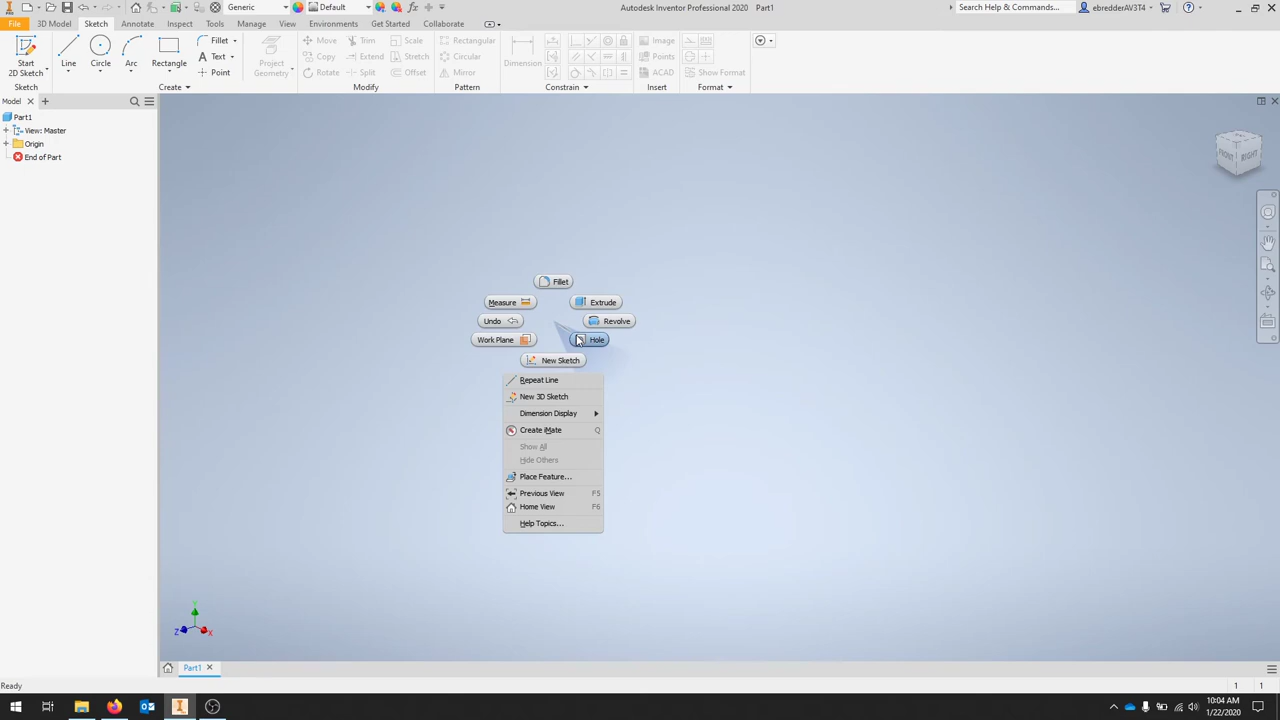 Generic Default Autodesk Inventor Professional 2020 Part1 Search Help & Commands... ebredderAV3T4
File 3D Model Sketch Annotate Inspect Tools Manage View Environments Get Started Collaborate
Start
2D Sketch
Line Circle Arc Rectangle
Fillet
Text
Point
Project
Geometry
Move Trim Scale
Copy Extend Stretch
Rotate Split Offset
Rectangular
Circular
Mirror
Dimension
Image
Points
ACAD
Show Format
Sketch Create Modify Pattern Constrain Insert Format
Model
Part1
View: Master
Origin
End of Part
FRONT RIGHT
Fillet
Measure Extrude
Undo Revolve
Work Plane Hole
New Sketch
Repeat Line
New 3D Sketch
Dimension Display
Create iMate Q
Show All
Hide Others
Place Feature...
Previous View F5
Home View F6
Help Topics...
Y
Z X
Part1
Ready 1 1
10:04 AM
1/22/2020